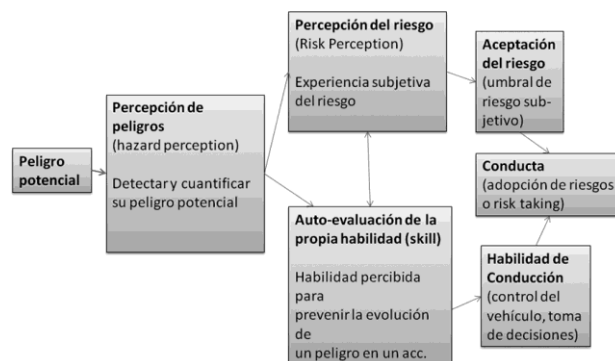 Peligro
potencial
Percepción de
peligros
(hazard perception)
Detectar y cuantificar
su peligro potencial
Percepción del riesgo
(Risk Perception)
Experiencia subjetiva
del riesgo
Auto-evaluación de la
propia habilidad (skill)
Habilidad percibida
para
prevenir la evolución
de
un peligro en un acc.
Aceptación
del riesgo
(umbral de
riesgo sub-
jetivo)
Conducta
(adopción de riesgos
o risk taking)
Habilidad de
Conducción
(control del
vehículo, toma
de decisiones)